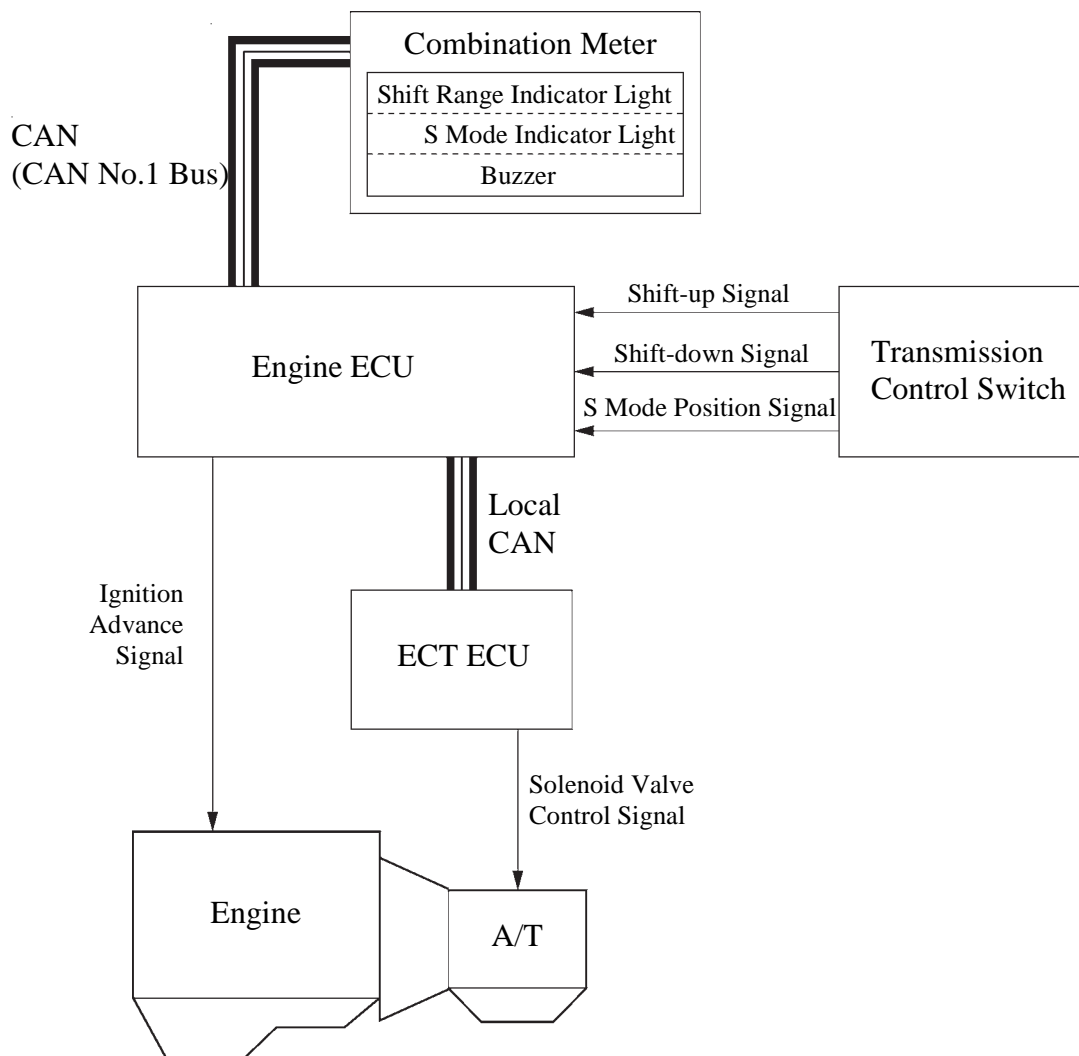 Combination Meter
Shift Range Indicator Light
S Mode Indicator Light
Buzzer
CAN
(CAN No.1 Bus)
Engine ECU
Shift-up Signal
Shift-down Signal
S Mode Position Signal
Transmission
Control Switch
Local
CAN
Ignition
Advance
Signal
ECT ECU
Solenoid Valve
Control Signal
Engine
A/T